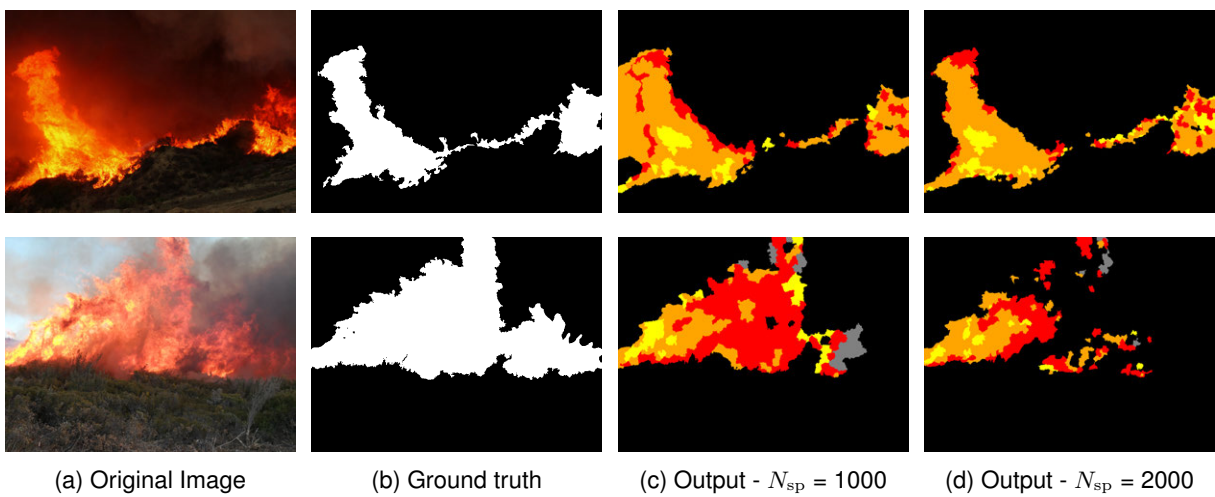 (a) Original Image
(b) Ground truth
(c) Output - N_sp = 1000
(d) Output - N_sp = 2000